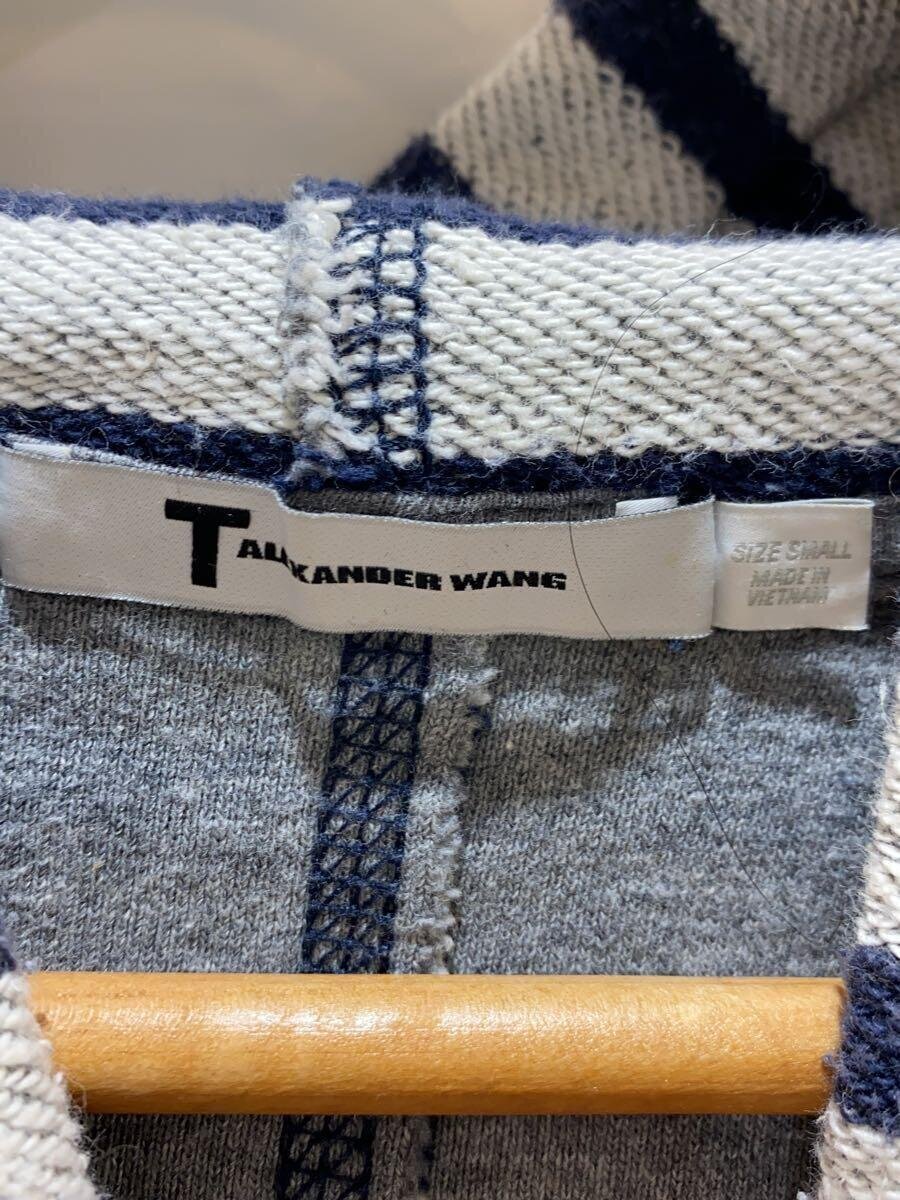 T ALEXANDER WANG
SIZE SMALL
MADE IN
VIETNAM